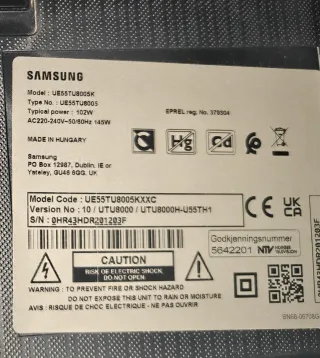 SAMSUNG
Model : UE55TU8005K
Type No. : UE55TU8005
Typical power : 102W
AC220-240V~50/60Hz 145W
EPREL reg. No. 379304
MADE IN HUNGARY
Hg
Cd
Samsung
PO Box 12987, Dublin. IE or
Yateley, GU46 6GG, UK
Model Code : UE55TU8005KXXC
Version No : 10 / UTU8000 / UTU8000H-U55TH1
S/N : 0HR43HDR201203F
CE
UK
CA
Godkjenningsnummer
5642201
0HR43HDR201203F
CAUTION
RISK OF ELECTRIC SHOCK,
DO NOT OPEN.
WARNING : TO PREVENT FIRE OR SHOCK HAZARD
DO NOT EXPOSE THIS UNIT TO RAIN OR MOISTURE
AVIS : RISQUE DE CHOC ELECTRIQUE - NE PAS OUVRIR